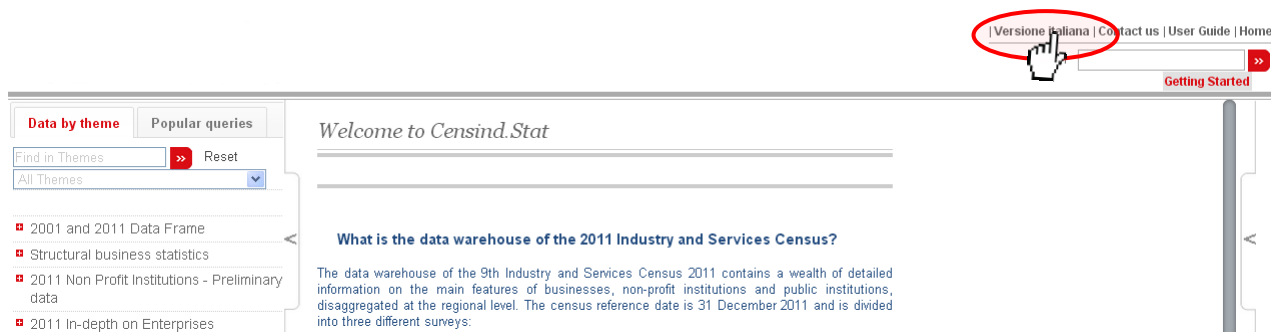 | Versione italiana | Contact us | User Guide | Home
»
Getting Started
Data by theme Popular queries
Find in Themes » Reset
All Themes
2001 and 2011 Data Frame
Structural business statistics
2011 Non Profit Institutions - Preliminary
data
2011 In-depth on Enterprises
<
Welcome to Censind.Stat
What is the data warehouse of the 2011 Industry and Services Census?
The data warehouse of the 9th Industry and Services Census 2011 contains a wealth of detailed
information on the main features of businesses, non-profit institutions and public institutions,
disaggregated at the regional level. The census reference date is 31 December 2011 and is divided
into three different surveys:
<